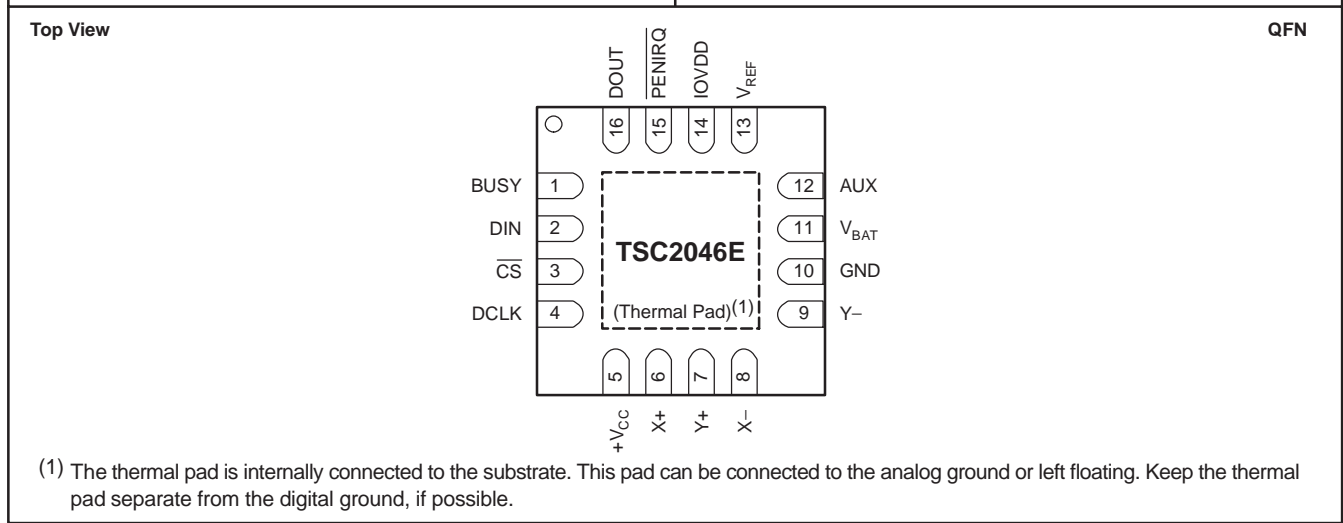 Top View
QFN
DOUT
PENIRQ
IOVDD
VREF
16
15
14
13
BUSY 1
12 AUX
DIN 2
11 VBAT
TSC2046E
CS 3
10 GND
DCLK 4
(Thermal Pad)(1)
9 Y–
5
6
7
8
+VCC
X+
Y+
X–
(1) The thermal pad is internally connected to the substrate. This pad can be connected to the analog ground or left floating. Keep the thermal
pad separate from the digital ground, if possible.